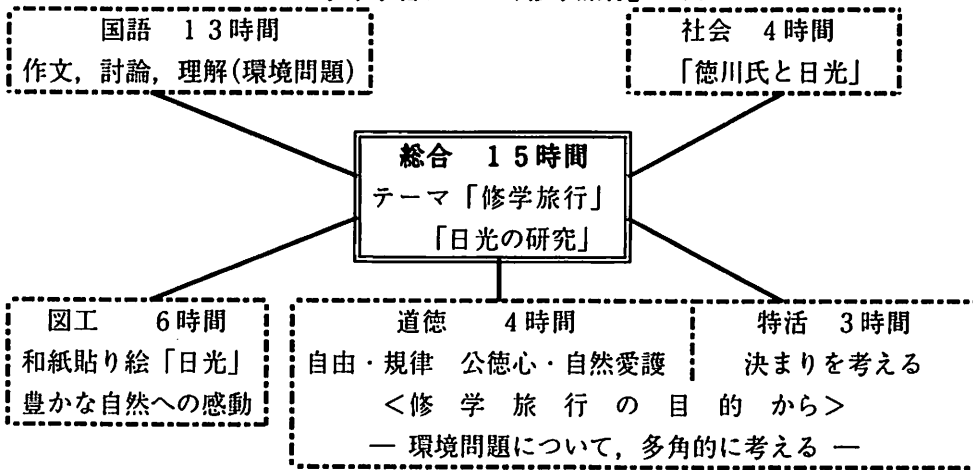 国語 13時間
作文,討論,理解(環境問題)
社会 4時間
「徳川氏と日光」
総合 15時間
テーマ「修学旅行」
「日光の研究」
図工 6時間
和紙貼り絵「日光」
豊かな自然への感動
道徳 4時間
自由・規律 公徳心・自然愛護
特活 3時間
決まりを考える
<修学旅行の目的から>
― 環境問題について,多角的に考える ―